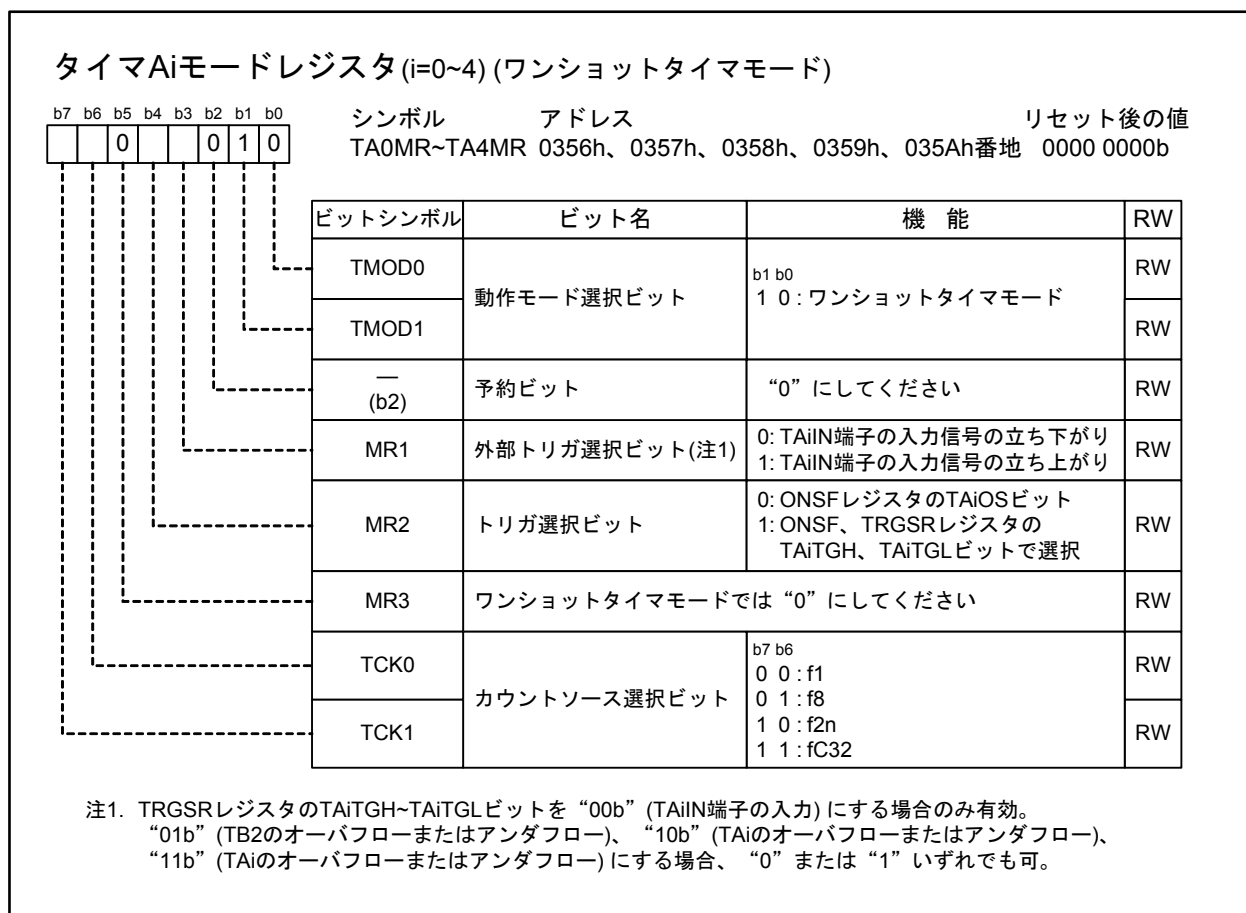 タイマAiモードレジスタ(i=0~4) (ワンショットタイマモード)
b7 b6 b5 b4 b3 b2 b1 b0
0 0 1 0
シンボル アドレス リセット後の値
TA0MR~TA4MR 0356h、0357h、0358h、0359h、035Ah番地 0000 0000b
ビットシンボル ビット名 機 能 RW
TMOD0 RW
動作モード選択ビット
b1 b0
1 0 : ワンショットタイマモード
TMOD1 RW
—
(b2) 予約ビット “0”にしてください RW
MR1 外部トリガ選択ビット(注1) RW
0: TAiIN端子の入力信号の立ち下がり
1: TAiIN端子の入力信号の立ち上がり
MR2 トリガ選択ビット RW
0: ONSFレジスタのTAiOSビット
1: ONSF、TRGSRレジスタの
TAiTGH、TAiTGLビットで選択
MR3 ワンショットタイマモードでは“0”にしてください RW
TCK0 RW
カウントソース選択ビット
b7 b6
0 0 : f1
0 1 : f8
1 0 : f2n
1 1 : fC32
TCK1 RW
注1. TRGSRレジスタのTAiTGH~TAiTGLビットを“00b”(TAiIN端子の入力) にする場合のみ有効。
“01b”(TB2のオーバフローまたはアンダフロー)、“10b”(TAiのオーバフローまたはアンダフロー)、
“11b”(TAiのオーバフローまたはアンダフロー) にする場合、“0”または“1”いずれでも可。